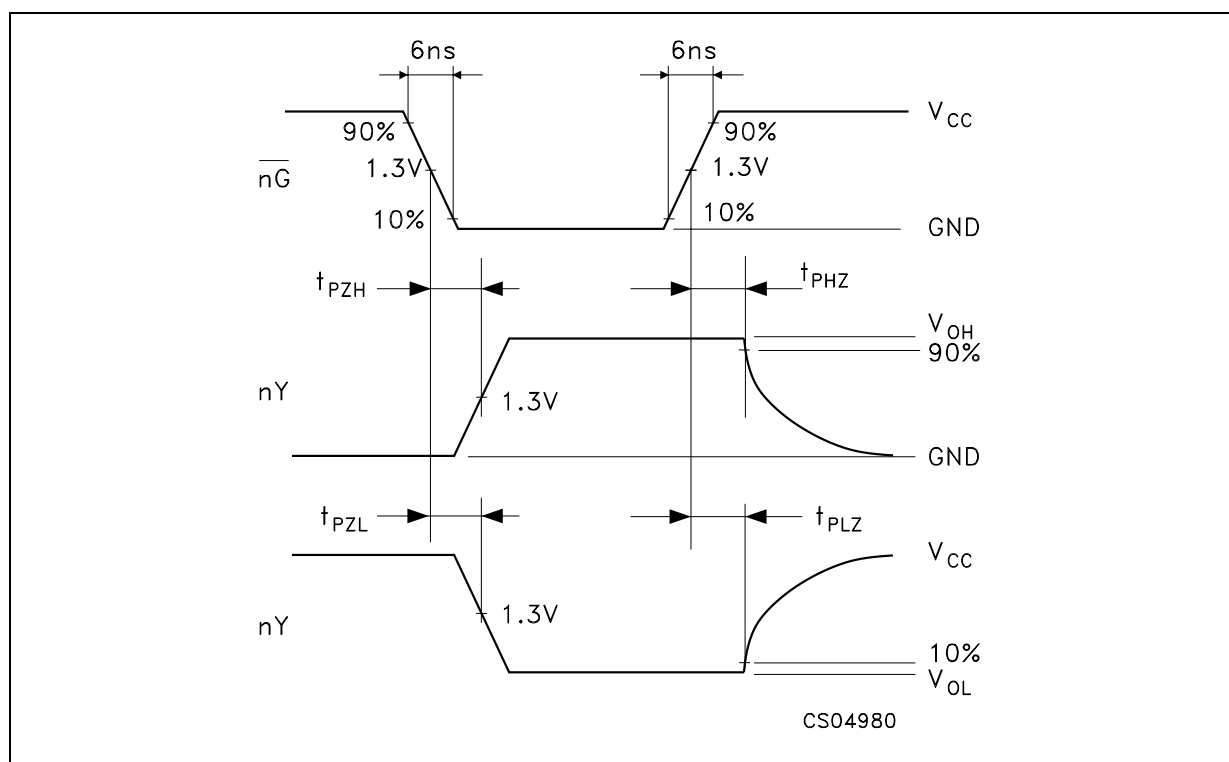 6ns 6ns
V_CC
90% 90%
n̅G̅ 1.3V 1.3V
10% 10%
GND
t_PZH t_PHZ
V_OH
90%
nY 1.3V
GND
t_PZL t_PLZ
V_CC
nY 1.3V
10%
V_OL
CS04980